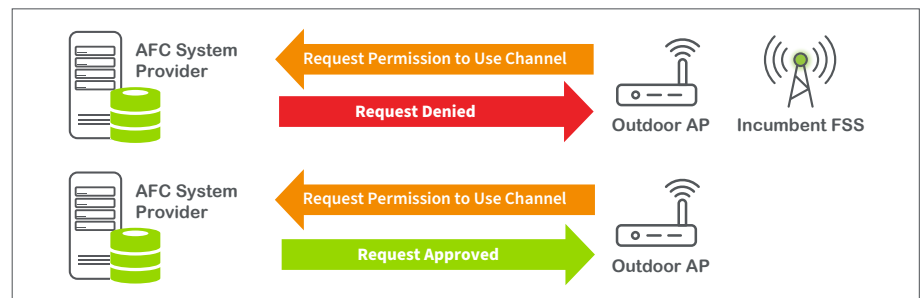 AFC System
Provider
Request Permission to Use Channel
Request Denied
Outdoor AP
Incumbent FSS
AFC System
Provider
Request Permission to Use Channel
Request Approved
Outdoor AP